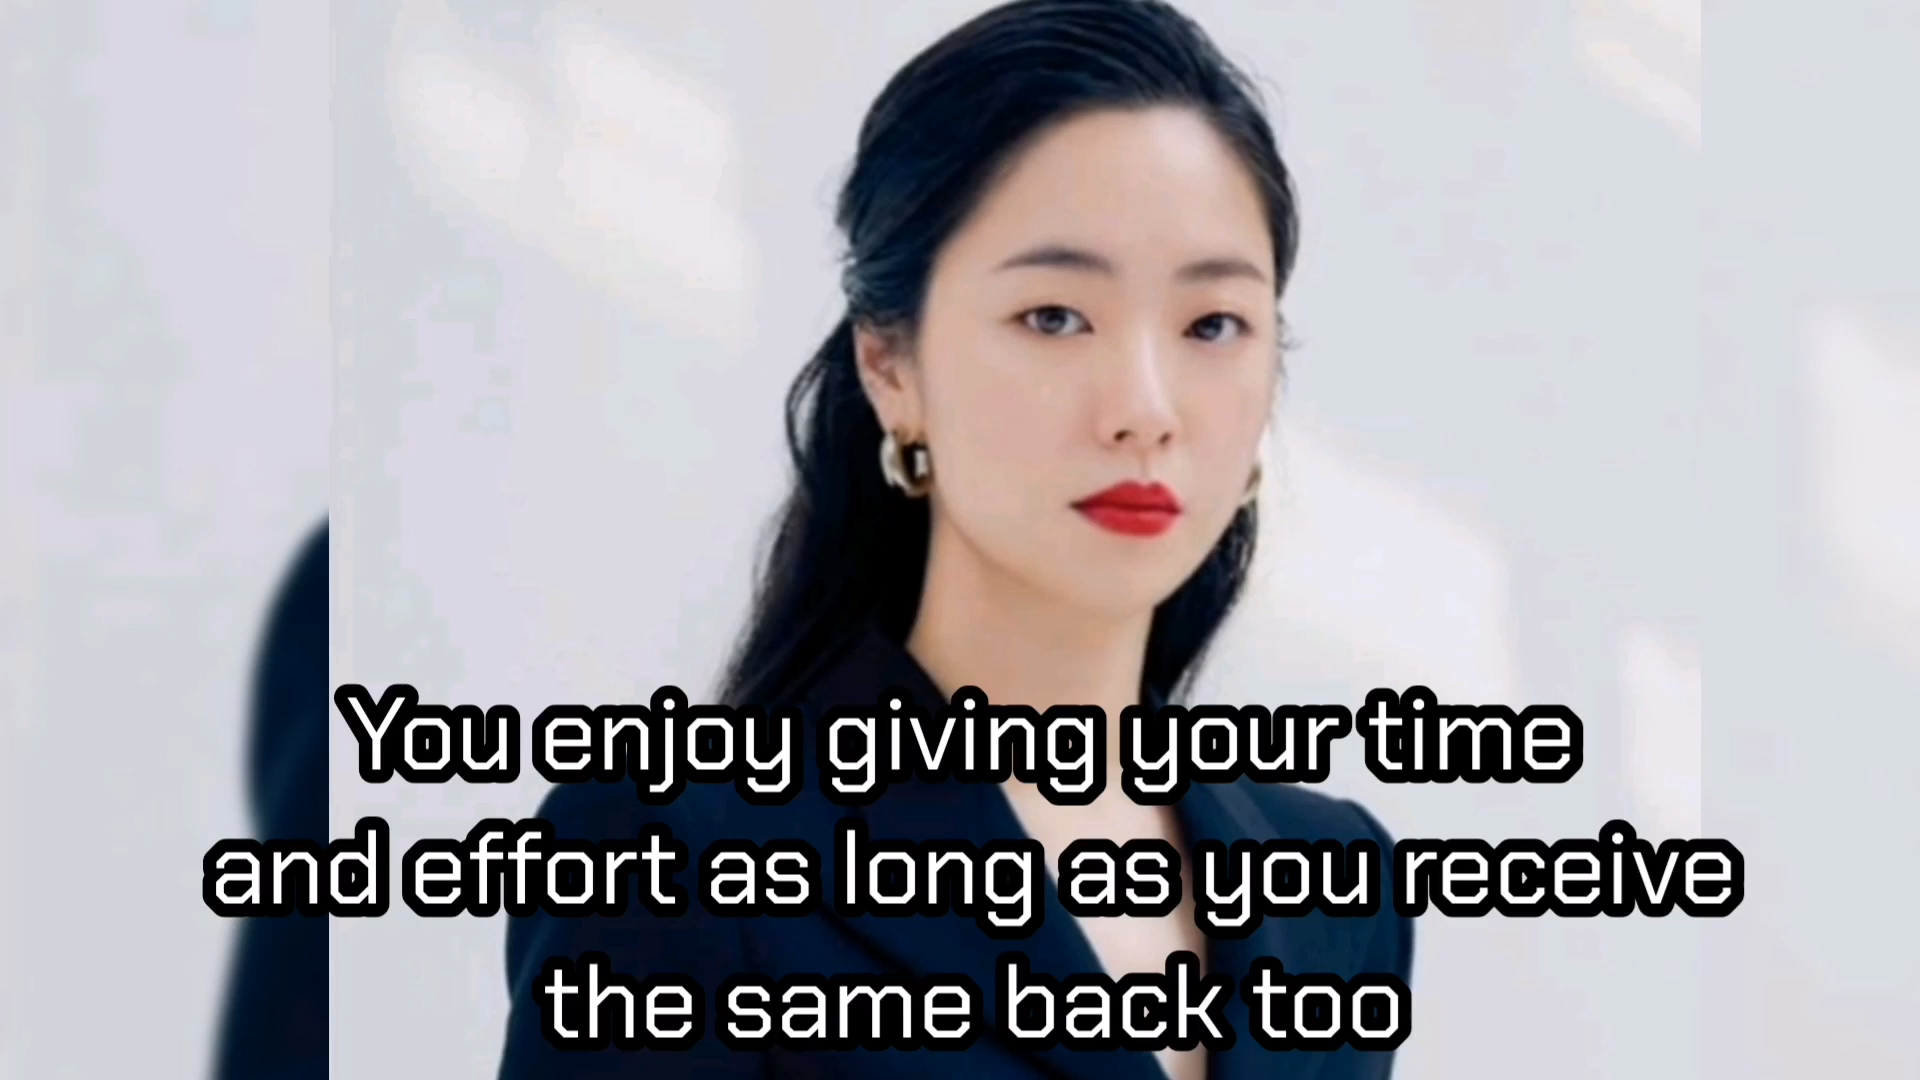 You enjoy giving your time
and effort as long as you receive
the same back too